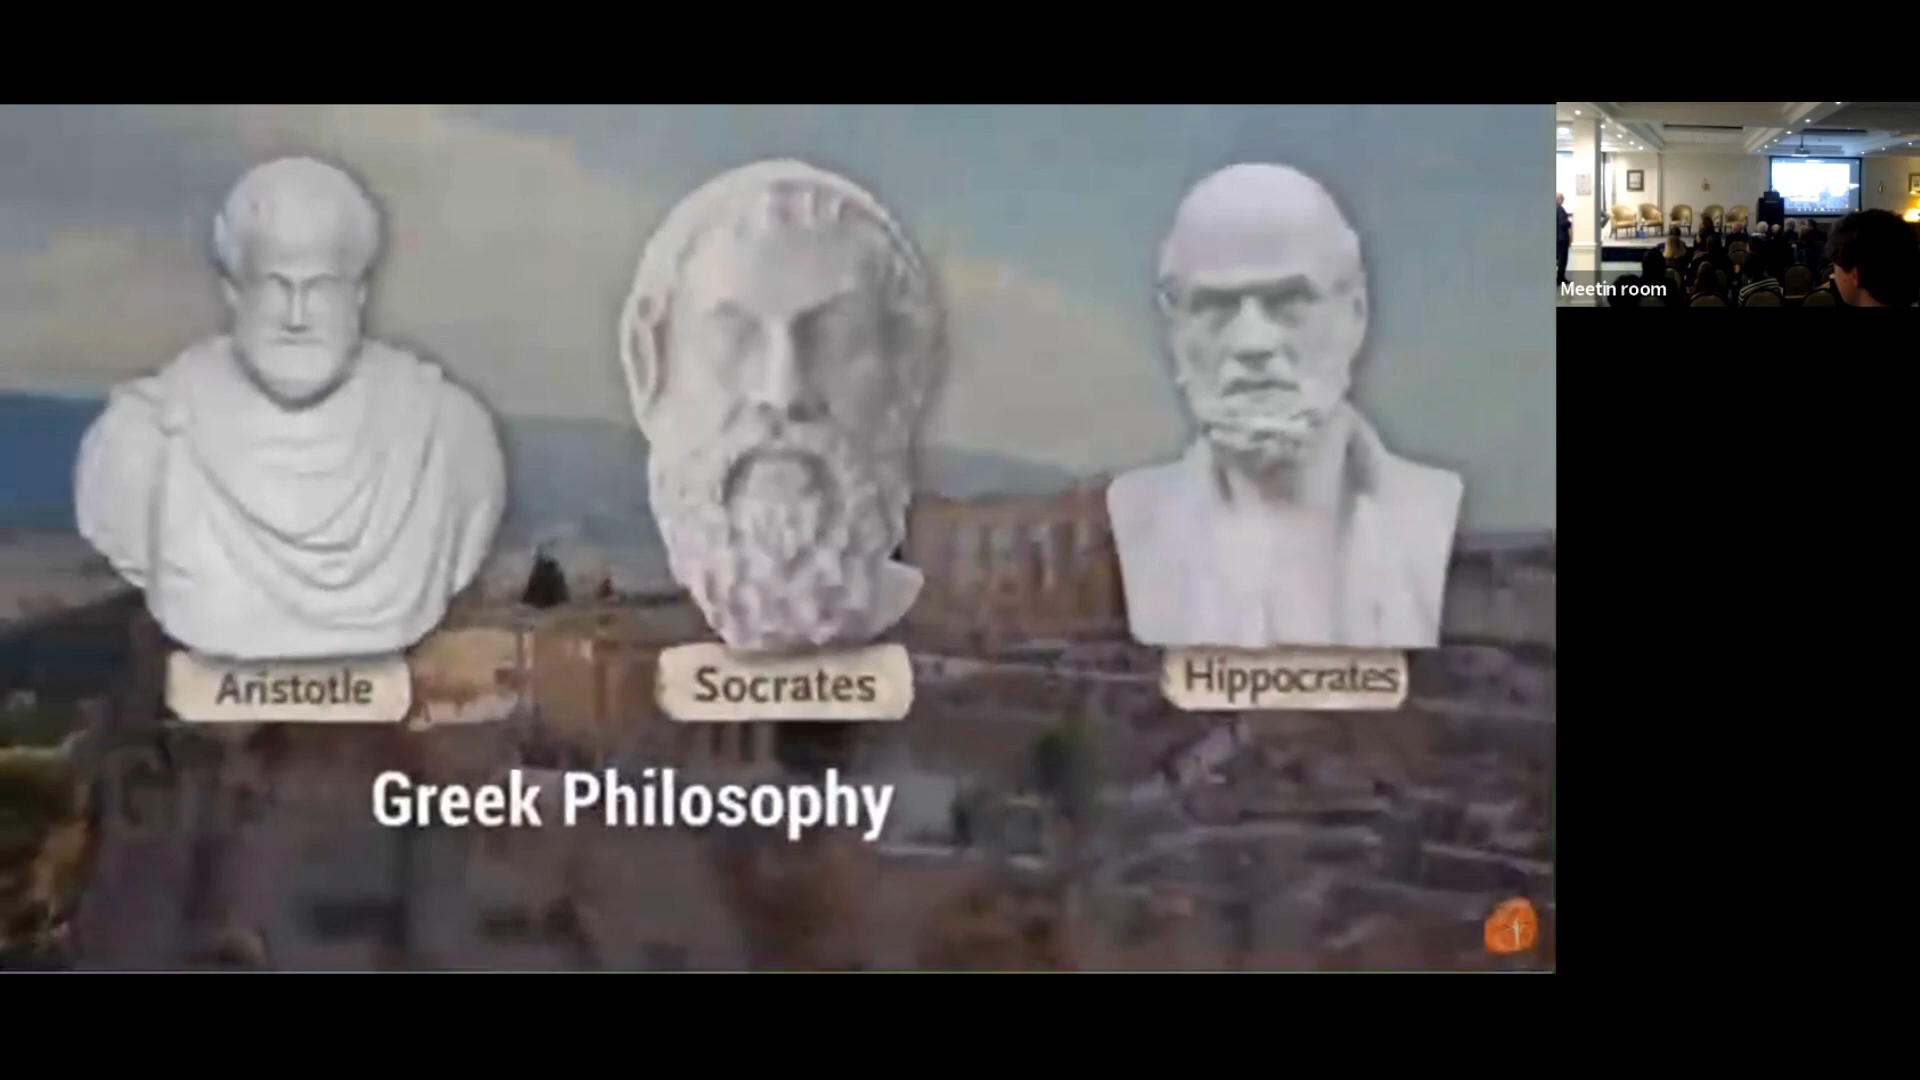 Aristotle
Socrates
Hippocrates
Greek Philosophy
Meetin room